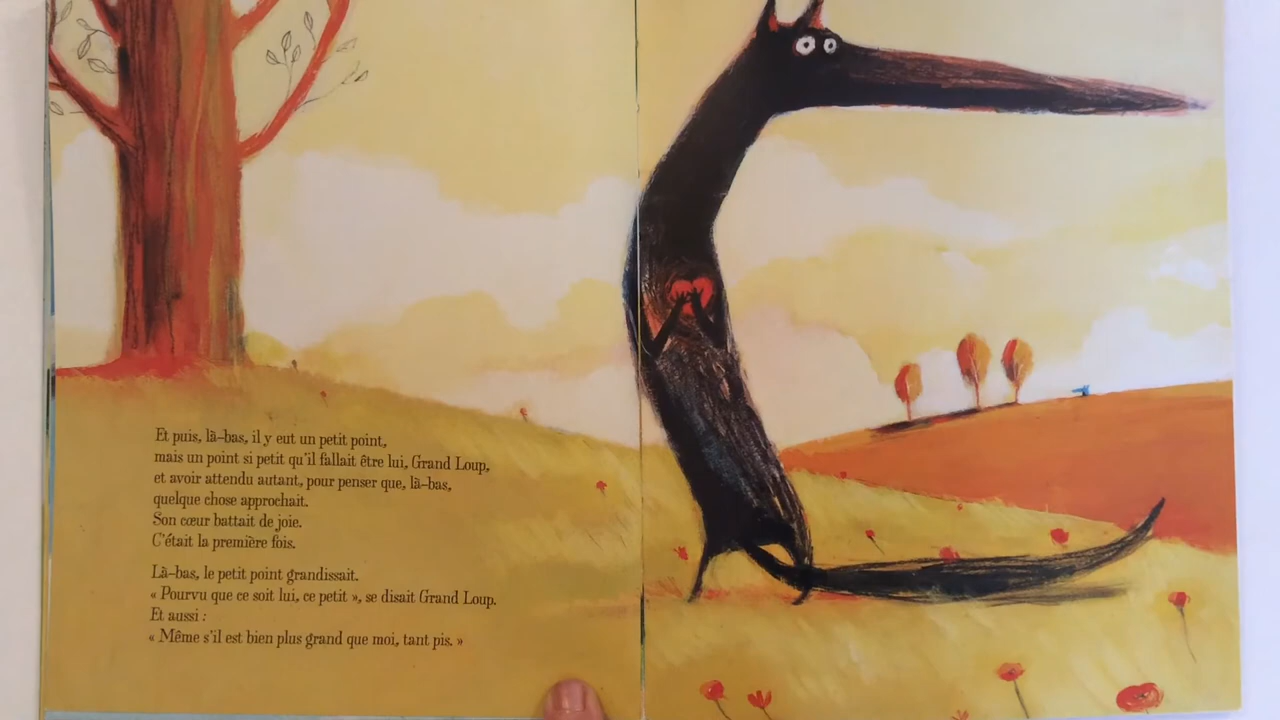 Et puis, là-bas, il y eut un petit point,
mais un point si petit qu'il fallait être lui, Grand Loup,
et avoir attendu autant, pour penser que, là-bas,
quelque chose approchait.
Son cœur battait de joie.
C'était la première fois.
Là-bas, le petit point grandissait.
« Pourvu que ce soit lui, ce petit », se disait Grand Loup.
Et aussi :
« Même s'il est bien plus grand que moi, tant pis. »